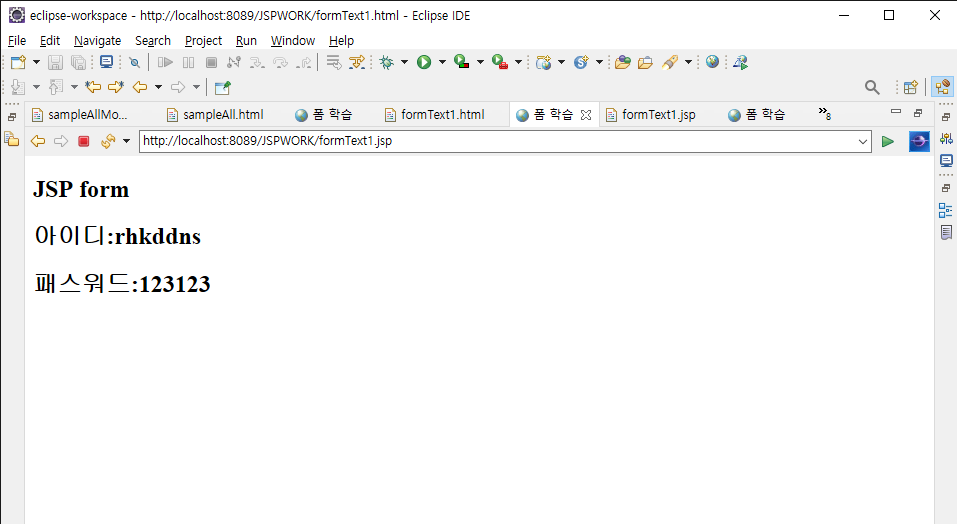 eclipse-workspace - http://localhost:8089/JSPWORK/formText1.html - Eclipse IDE
File Edit Navigate Search Project Run Window Help
sampleAllMo... sampleAll.html 폼 학습 formText1.html 폼 학습 formText1.jsp 폼 학습 »8
http://localhost:8089/JSPWORK/formText1.jsp
JSP form
아이디:rhkddns
패스워드:123123